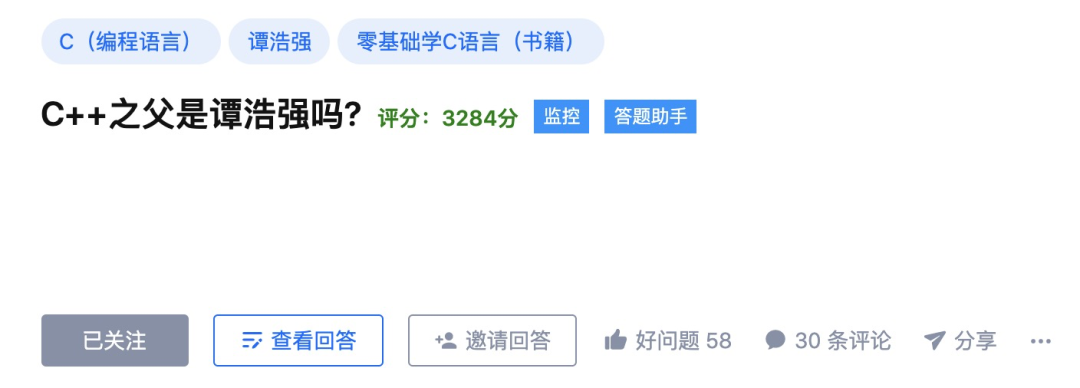 C（编程语言） 谭浩强 零基础学C语言（书籍）
C++之父是谭浩强吗? 评分：3284分 监控 答题助手
已关注 查看回答 邀请回答 好问题 58 30 条评论 分享 ...